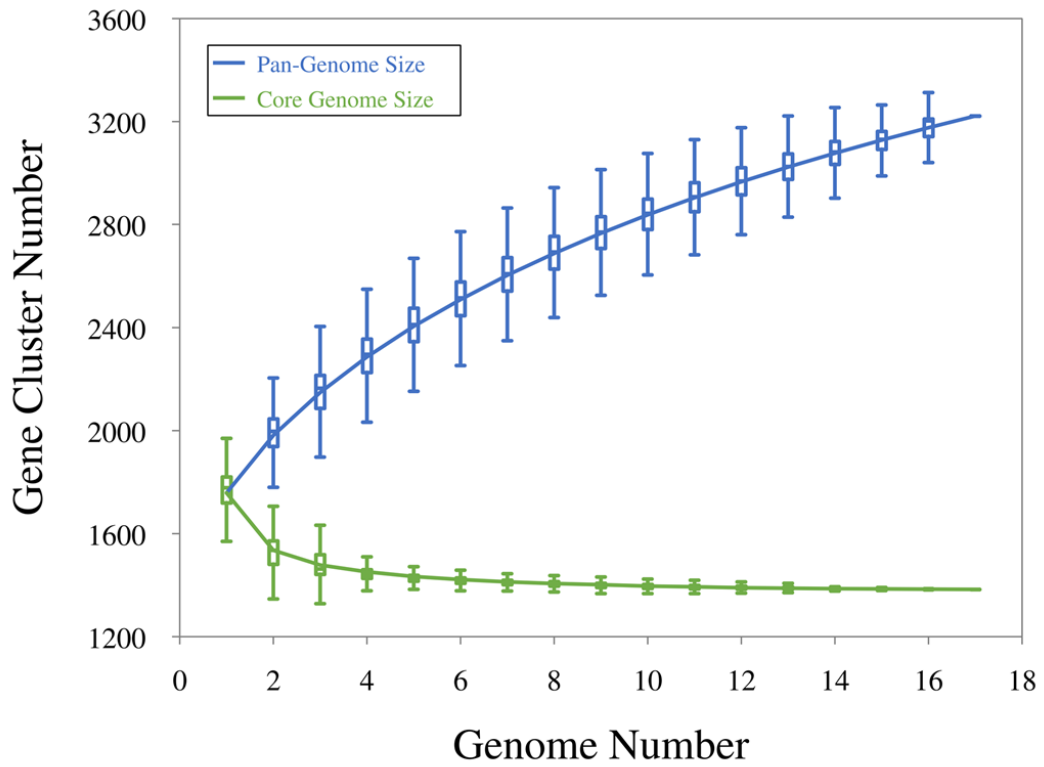 3600
3200
2800
2400
2000
1600
1200
Gene Cluster Number
Pan-Genome Size
Core Genome Size
0 2 4 6 8 10 12 14 16 18
Genome Number